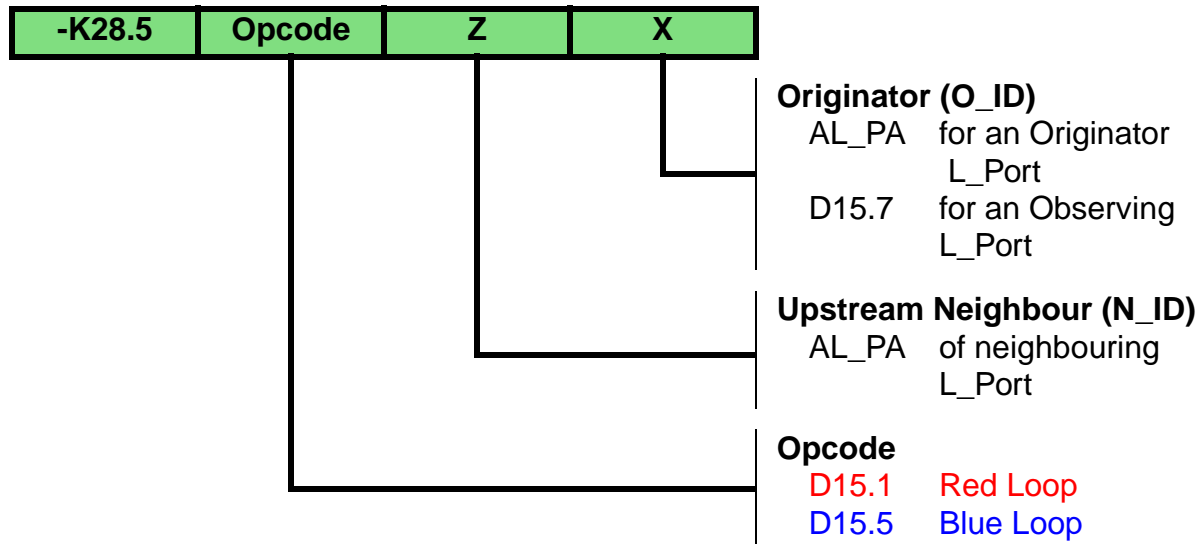 -K28.5 Opcode Z X
Originator (O_ID)
AL_PA for an Originator
L_Port
D15.7 for an Observing
L_Port
Upstream Neighbour (N_ID)
AL_PA of neighbouring
L_Port
Opcode
D15.1 Red Loop
D15.5 Blue Loop